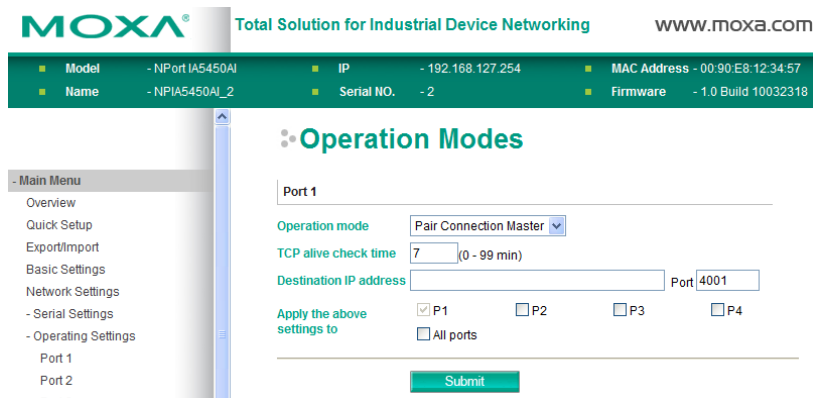 MOXA®
Total Solution for Industrial Device Networking
www.moxa.com
Model - NPort IA5450AI
IP - 192.168.127.254
MAC Address - 00:90:E8:12:34:57
Name - NPIA5450AI_2
Serial NO. - 2
Firmware - 1.0 Build 10032318
Operation Modes
- Main Menu
Overview
Quick Setup
Export/Import
Basic Settings
Network Settings
- Serial Settings
- Operating Settings
Port 1
Port 2
Port 1
Operation mode Pair Connection Master
TCP alive check time 7 (0 - 99 min)
Destination IP address Port 4001
Apply the above
settings to
P1 P2 P3 P4
All ports
Submit